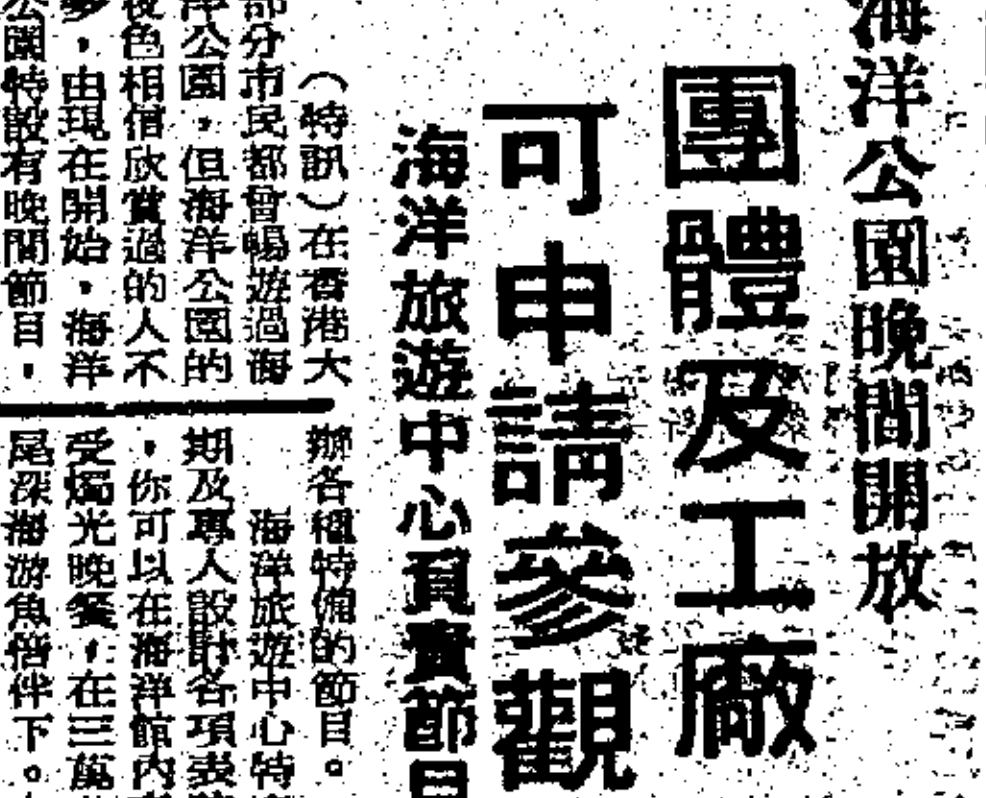 海洋公園晚間開放
團體及工廠
可申請參觀
海洋旅遊中心負責節目
（特訊）在香港大
部分市民都曾暢遊過海
洋公園，但海洋公園的
夜色相信欣賞過的人不
多，由現在開始，海洋
公園特設有晚間節目，
辦各種特備的節目。
海洋旅遊中心特
期及專人設計各項表
，你可以在海洋館內
受燭光晚餐，在三萬
尾深海游魚陪伴下。